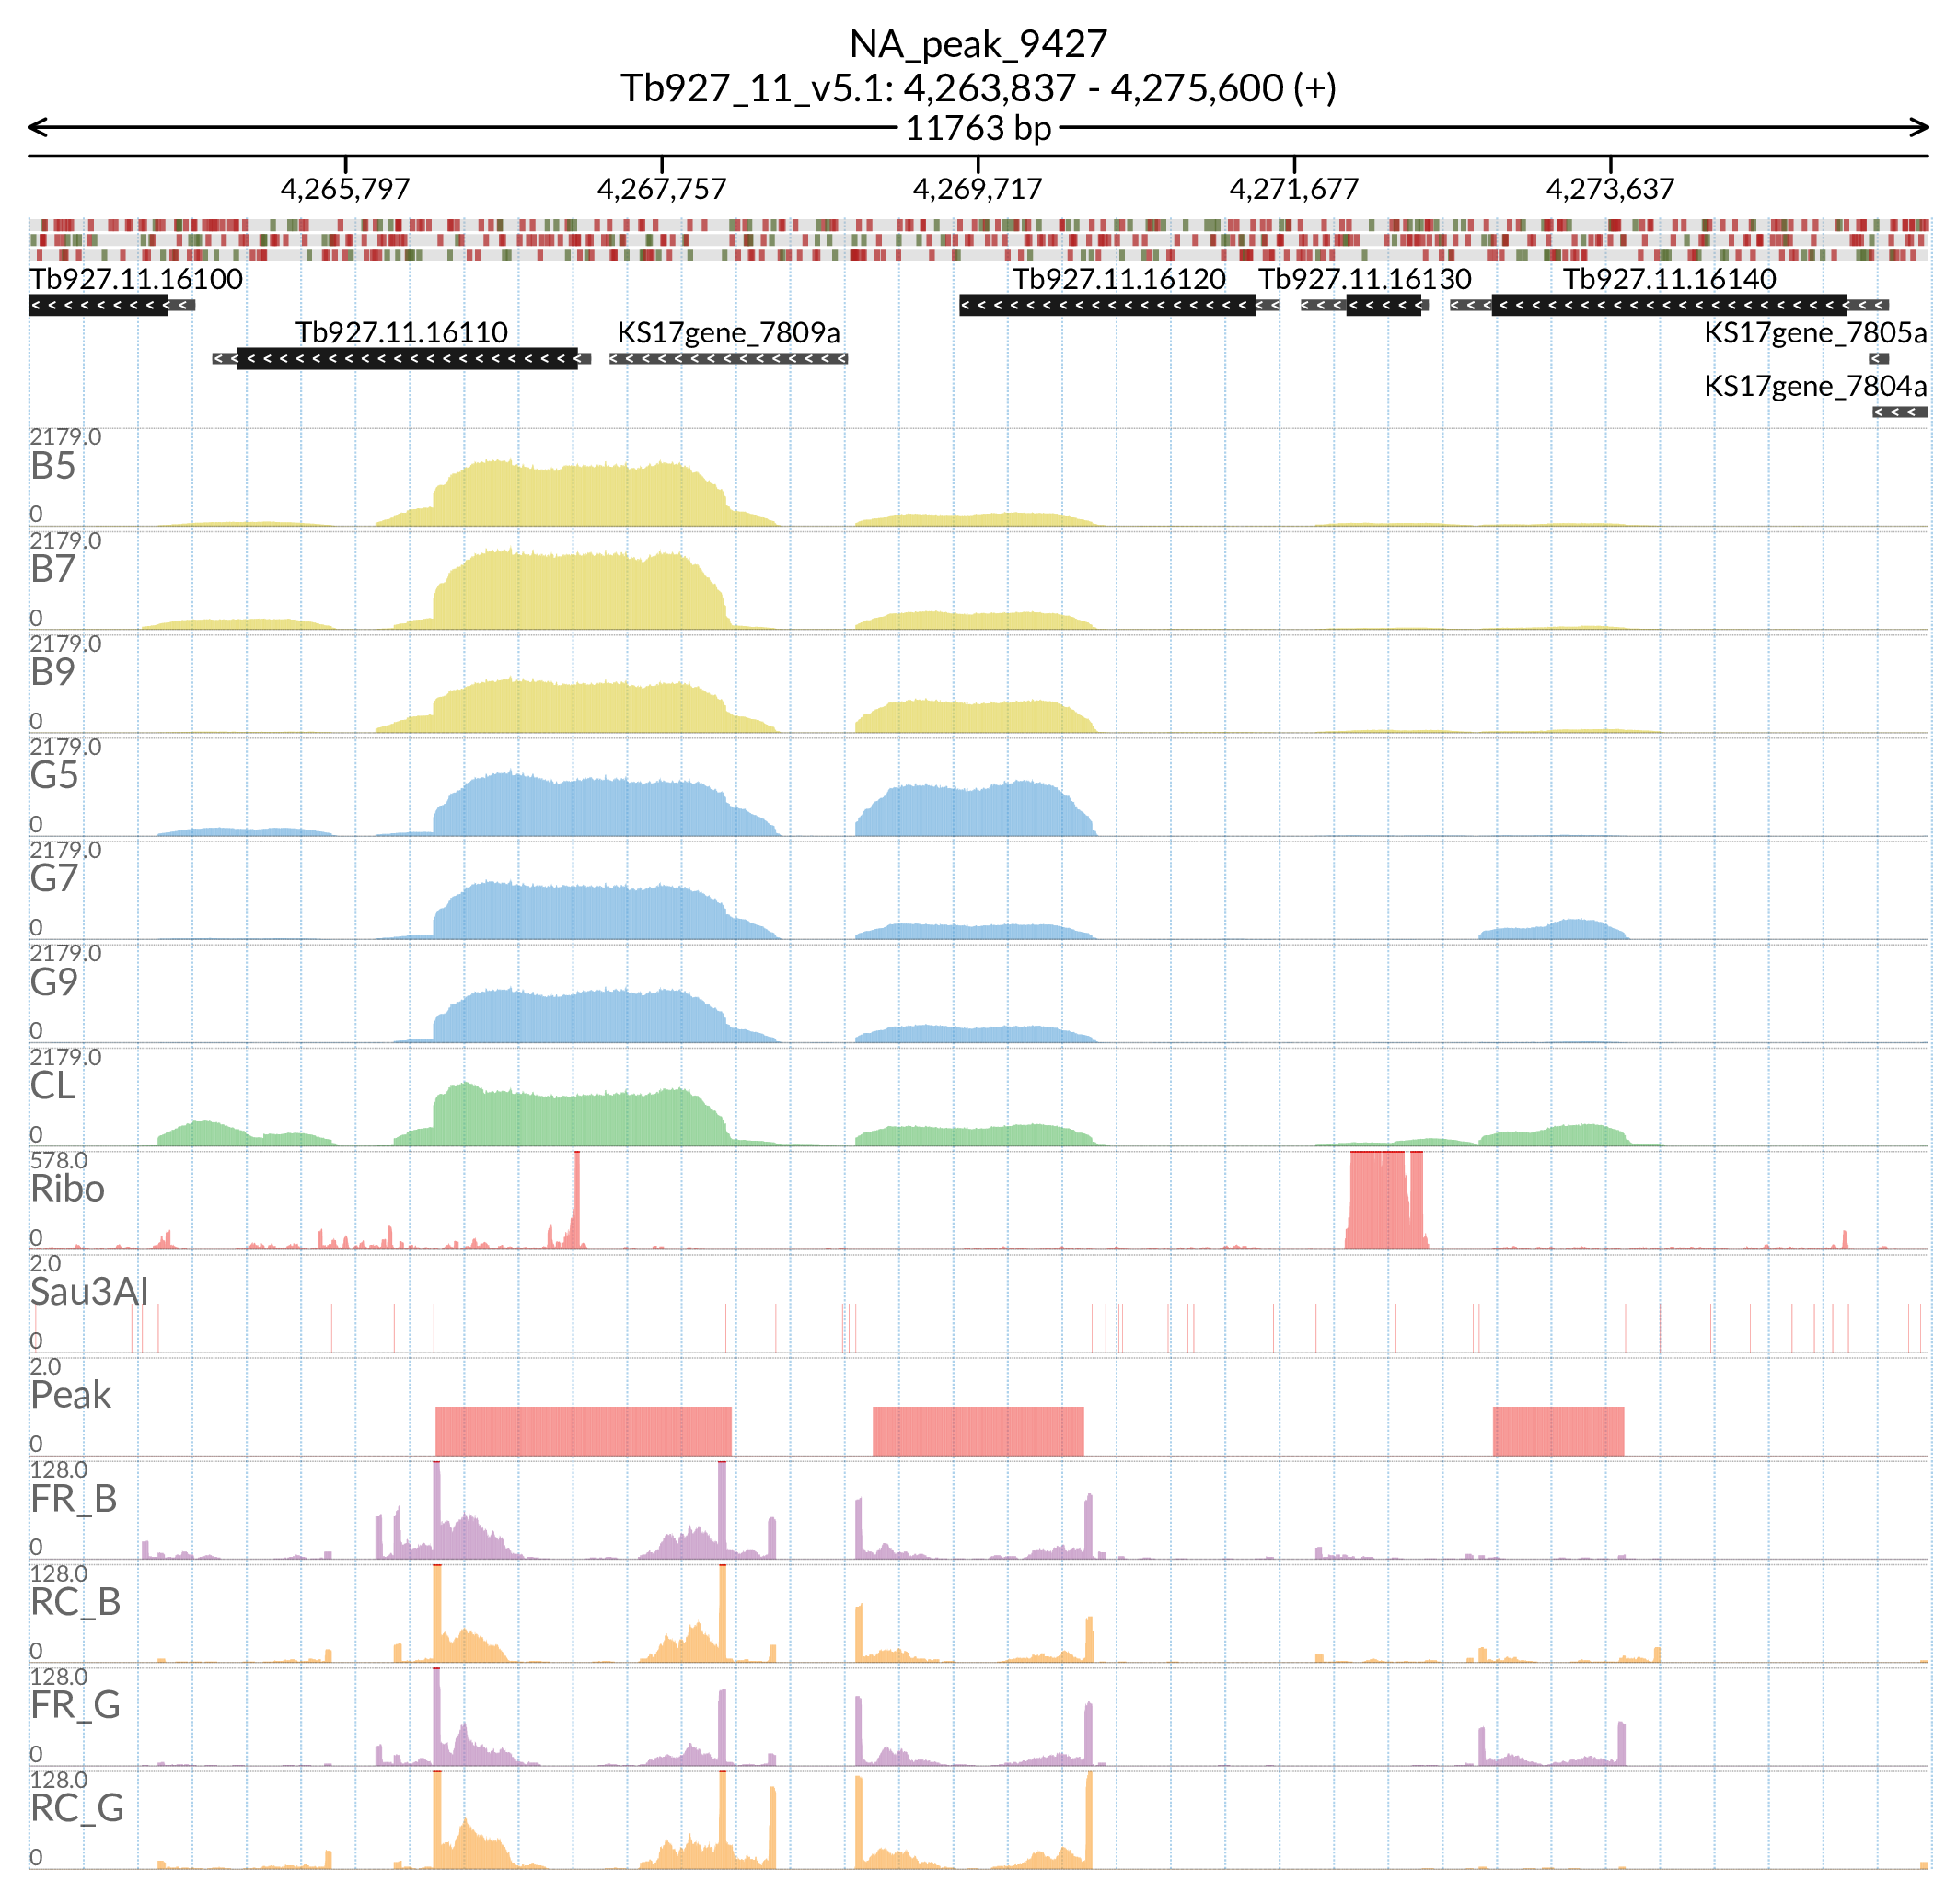 NA_peak_9427
Tb927_11_v5.1: 4,263,837 - 4,275,600 (+)
11763 bp
4,265,797 4,267,757 4,269,717 4,271,677 4,273,637
Tb927.11.16100 Tb927.11.16120 Tb927.11.16130 Tb927.11.16140
Tb927.11.16110 KS17gene_7809a KS17gene_7805a
KS17gene_7804a
2179.0
B5
0
2179.0
B7
0
2179.0
B9
0
2179.0
G5
0
2179.0
G7
0
2179.0
G9
0
2179.0
CL
0
578.0
Ribo
0
2.0
Sau3AI
0
2.0
Peak
0
128.0
FR_B
0
128.0
RC_B
0
128.0
FR_G
0
128.0
RC_G
0